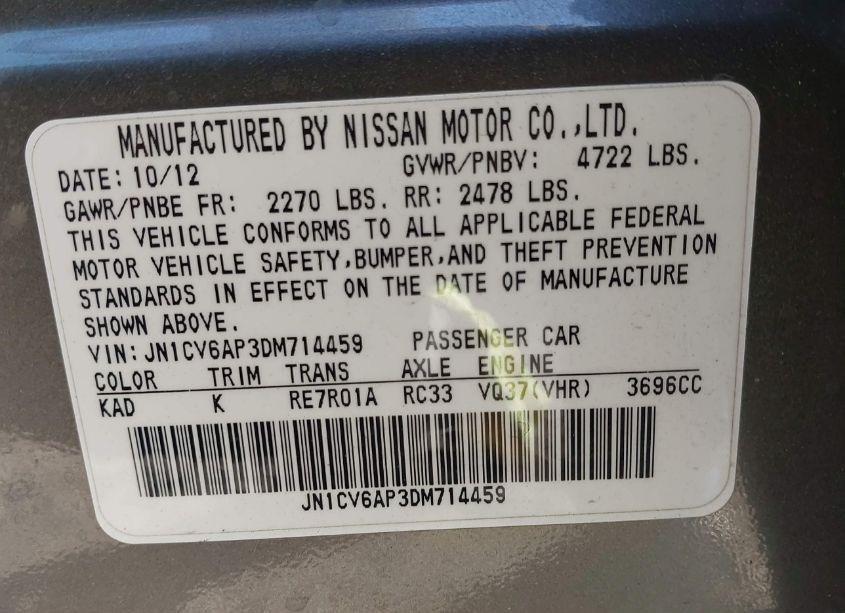 MANUFACTURED BY NISSAN MOTOR CO.,LTD.
DATE: 10/12 GVWR/PNBV: 4722 LBS.
GAWR/PNBE FR: 2270 LBS. RR: 2478 LBS.
THIS VEHICLE CONFORMS TO ALL APPLICABLE FEDERAL
MOTOR VEHICLE SAFETY,BUMPER,AND THEFT PREVENTION
STANDARDS IN EFFECT ON THE DATE OF MANUFACTURE
SHOWN ABOVE.
VIN: JN1CV6AP3DM714459 PASSENGER CAR
COLOR TRIM TRANS AXLE ENGINE
KAD K RE7R01A RC33 VQ37(VHR) 3696CC
JN1CV6AP3DM714459